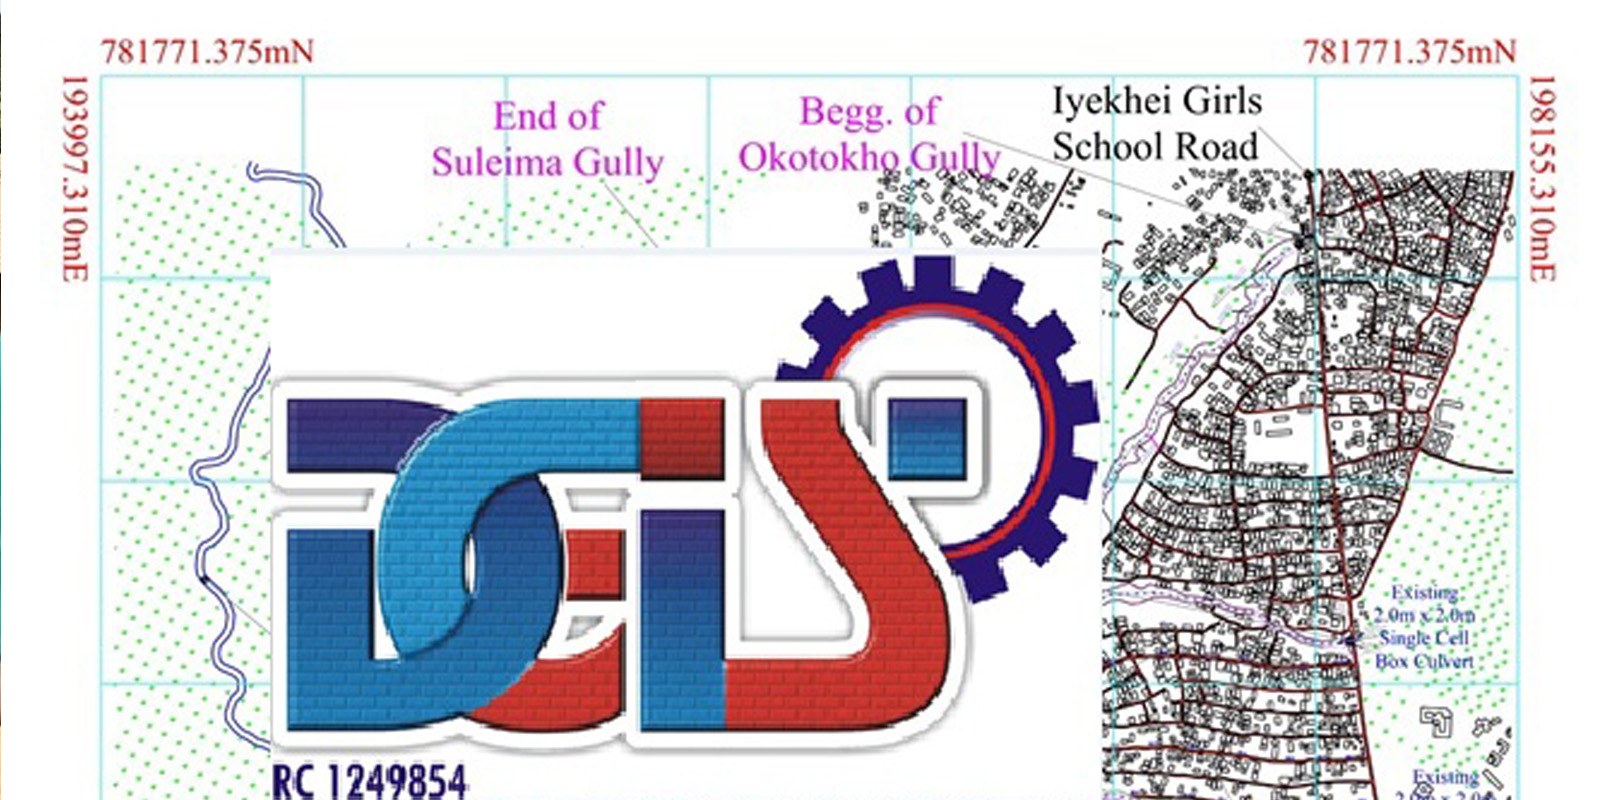 781771.375mN
781771.375mN
193997.310mE
198155.310mE
End of
Suleima Gully
Begg. of
Okotokho Gully
Iyekhei Girls
School Road
DGiS
RC 1249854
Existing
2.0m x 2.0m
Single Cell
Box Culvert
Existing